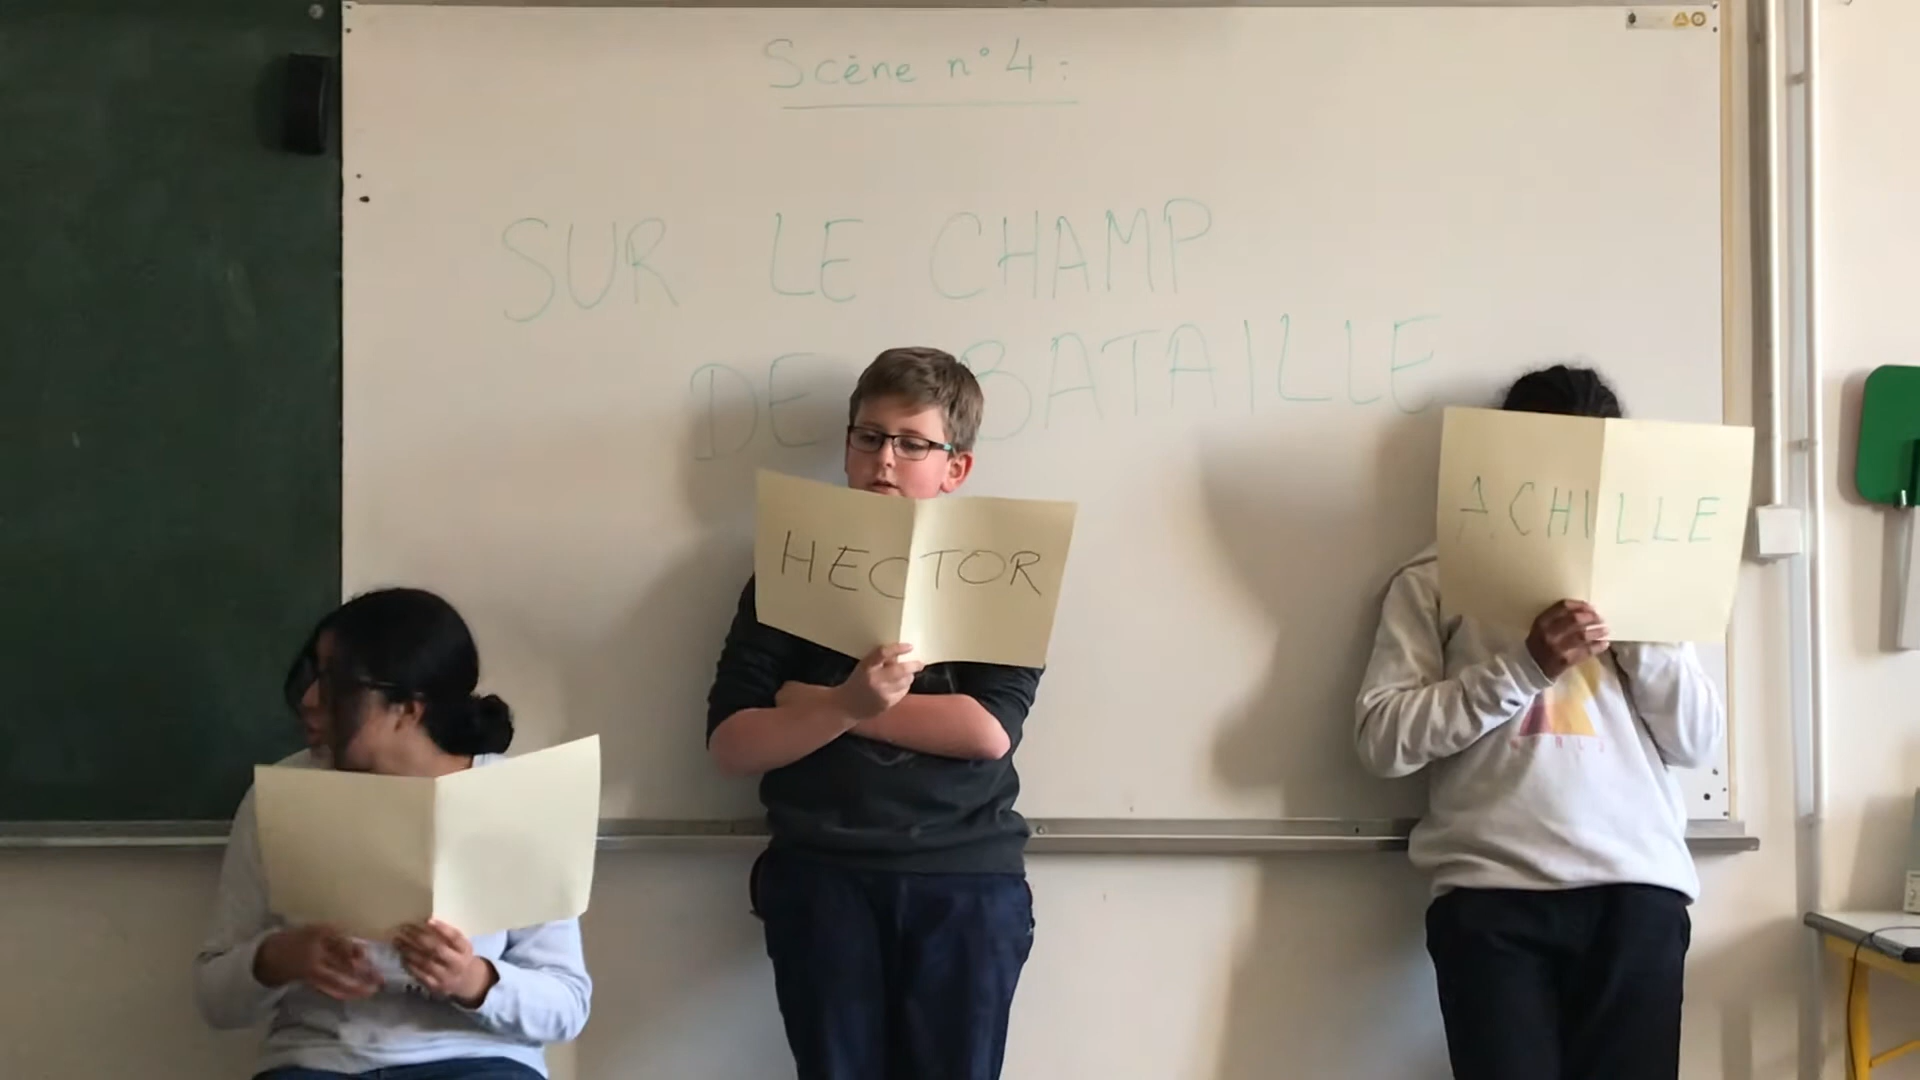 Scène n°4 :
SUR LE CHAMP
DE BATAILLE
HECTOR
ACHILLE